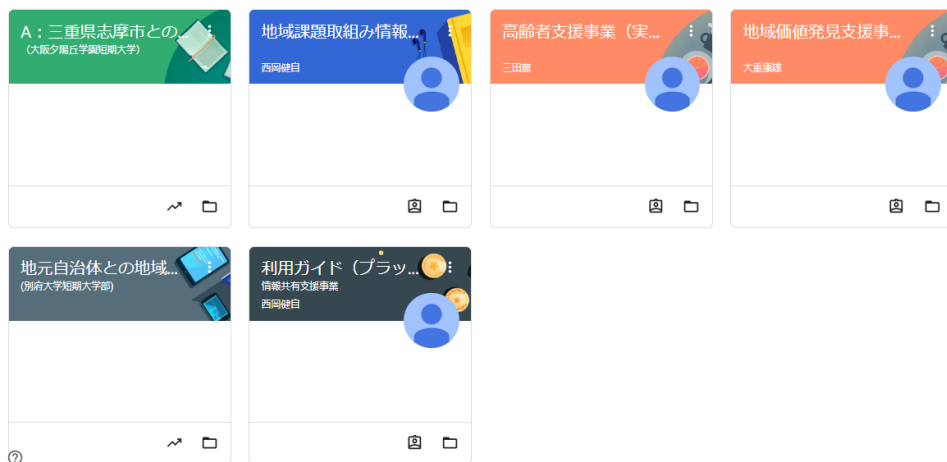 A：三重県志摩市との...
（大阪夕陽丘学園短期大学）
地域課題取組み情報...
西岡健自
高齢者支援事業（実...
三田薫
地域価値発見支援事...
大重康雄
地元自治体との地域...
(別府大学短期大学部)
利用ガイド（プラッ...
情報共有支援事業
西岡健自